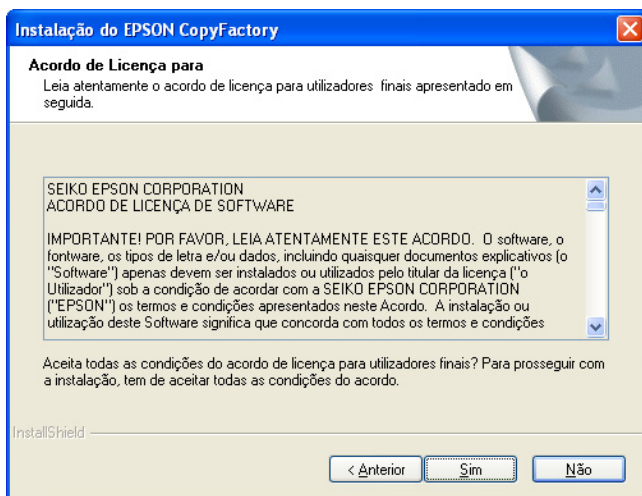 Instalação do EPSON CopyFactory
Acordo de Licença para
Leia atentamente o acordo de licença para utilizadores finais apresentado em
seguida.
SEIKO EPSON CORPORATION
ACORDO DE LICENÇA DE SOFTWARE
IMPORTANTE! POR FAVOR, LEIA ATENTAMENTE ESTE ACORDO. O software, o
fontware, os tipos de letra e/ou dados, incluindo quaisquer documentos explicativos (o
"Software") apenas devem ser instalados ou utilizados pelo titular da licença ("o
Utilizador") sob a condição de acordar com a SEIKO EPSON CORPORATION
("EPSON") os termos e condições apresentados neste Acordo. A instalação ou
utilização deste Software significa que concorda com todos os termos e condições
Aceita todas as condições do acordo de licença para utilizadores finais? Para prosseguir com
a instalação, tem de aceitar todas as condições do acordo.
InstallShield
< Anterior
Sim
Não